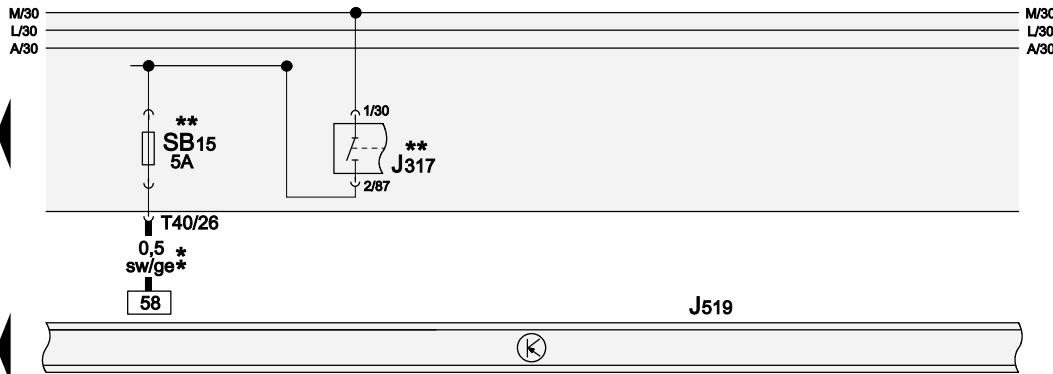 M/30 M/30
L/30 L/30
A/30 A/30
1/30
**
SB15
5A
**
J317
2/87
T40/26
0,5 *
sw/ge *
58
J519